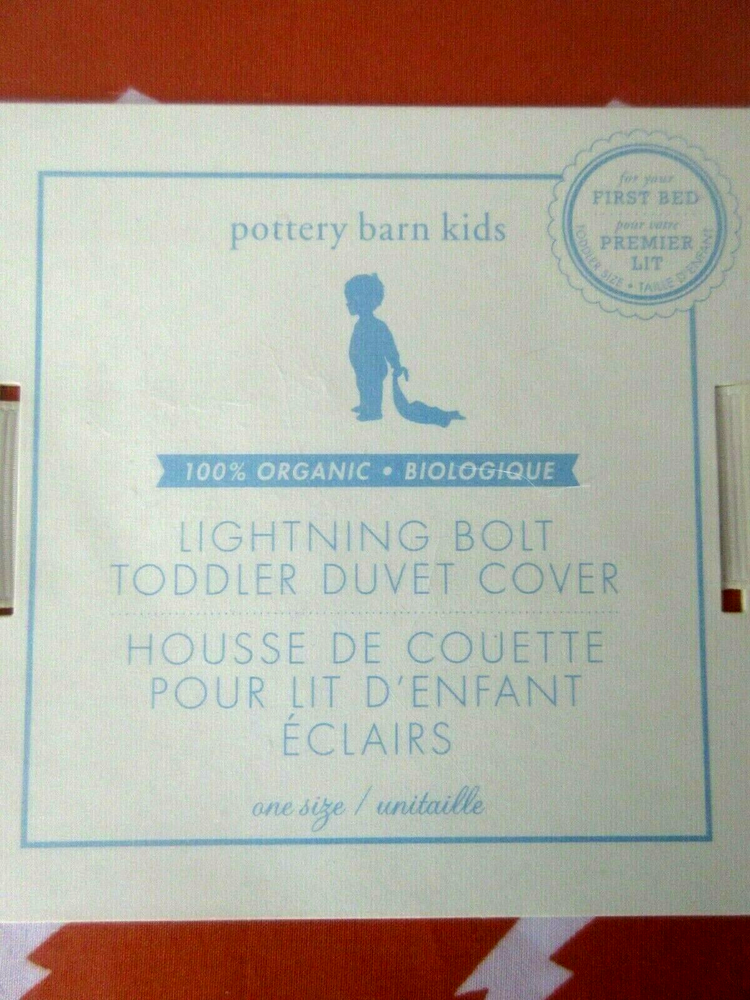 for your
FIRST BED
pour votre
PREMIER
LIT
TODDLER SIZE • TAILLE D'ENFANT
pottery barn kids
100% ORGANIC • BIOLOGIQUE
LIGHTNING BOLT
TODDLER DUVET COVER
HOUSSE DE COUETTE
POUR LIT D'ENFANT
ÉCLAIRS
one size / unitaille